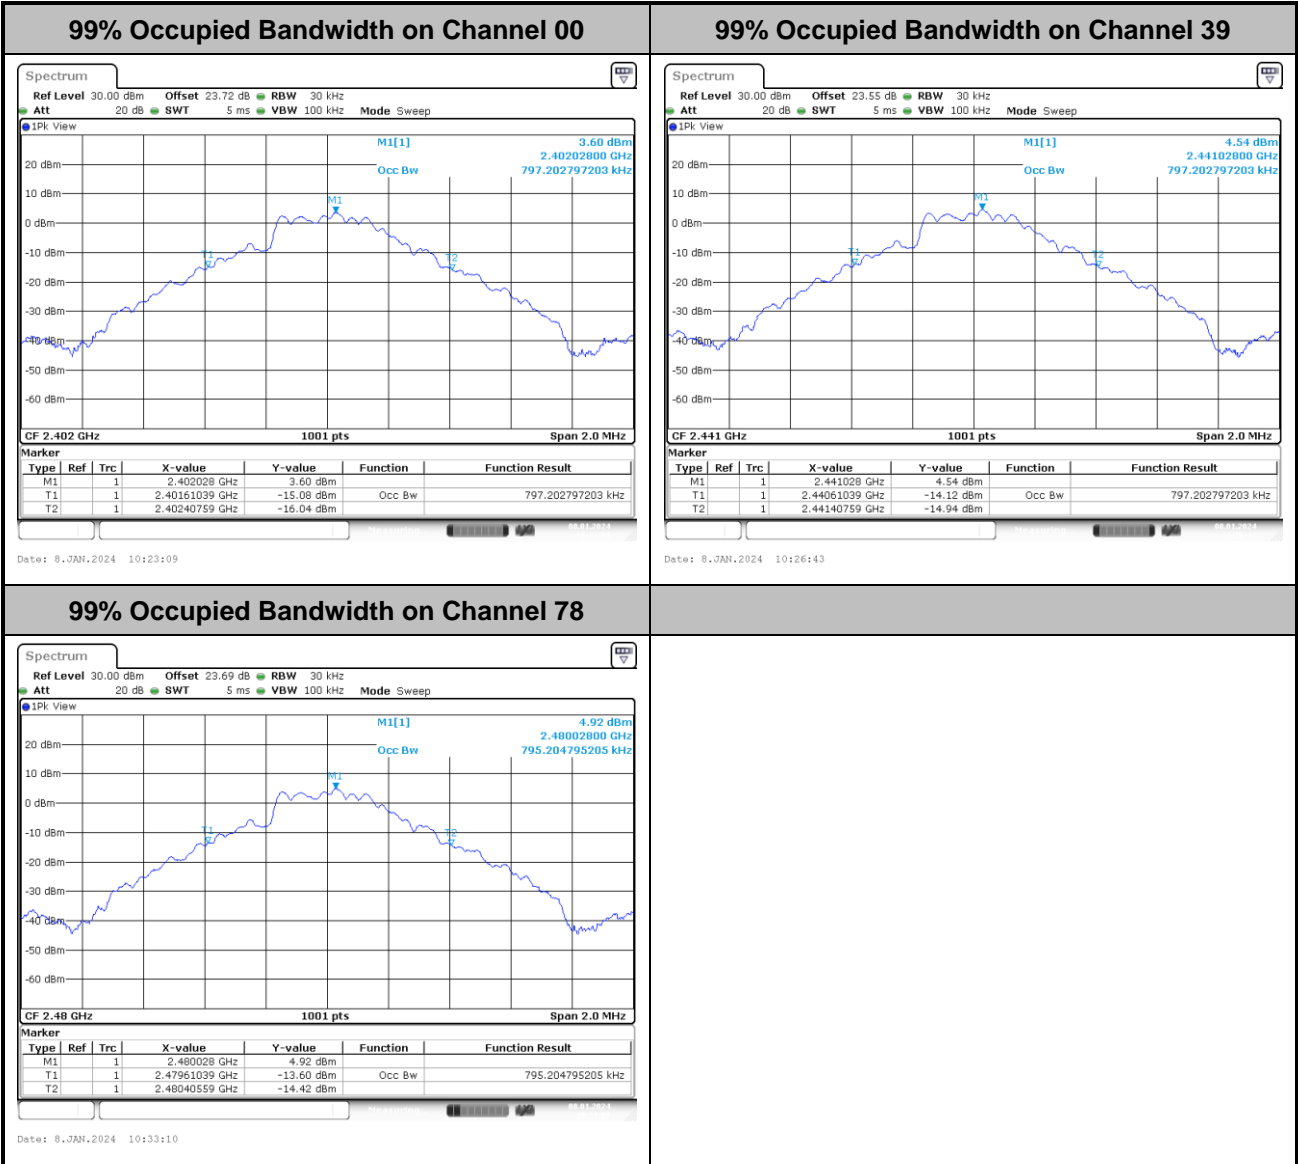 99% Occupied Bandwidth on Channel 00
99% Occupied Bandwidth on Channel 39
Spectrum
Ref Level 30.00 dBm Offset 23.72 dB RBW 30 kHz
Att 20 dB SWT 5 ms VBW 100 kHz Mode Sweep
1Pk View
M1[1] 3.60 dBm
2.40202800 GHz
Occ Bw 797.202797203 kHz
20 dBm
10 dBm
0 dBm
-10 dBm
-20 dBm
-30 dBm
-40 dBm
-50 dBm
-60 dBm
M1
T1
T2
CF 2.402 GHz 1001 pts Span 2.0 MHz
Marker
Type Ref Trc X-value Y-value Function Function Result
M1 1 2.402028 GHz 3.60 dBm
T1 1 2.40161039 GHz -15.08 dBm Occ Bw 797.202797203 kHz
T2 1 2.40240759 GHz -16.04 dBm
Date: 8.JAN.2024 10:23:09
Spectrum
Ref Level 30.00 dBm Offset 23.55 dB RBW 30 kHz
Att 20 dB SWT 5 ms VBW 100 kHz Mode Sweep
1Pk View
M1[1] 4.54 dBm
2.44102800 GHz
Occ Bw 797.202797203 kHz
20 dBm
10 dBm
0 dBm
-10 dBm
-20 dBm
-30 dBm
-40 dBm
-50 dBm
-60 dBm
M1
T1
T2
CF 2.441 GHz 1001 pts Span 2.0 MHz
Marker
Type Ref Trc X-value Y-value Function Function Result
M1 1 2.441028 GHz 4.54 dBm
T1 1 2.44061039 GHz -14.12 dBm Occ Bw 797.202797203 kHz
T2 1 2.44140759 GHz -14.94 dBm
Date: 8.JAN.2024 10:26:43
99% Occupied Bandwidth on Channel 78
Spectrum
Ref Level 30.00 dBm Offset 23.69 dB RBW 30 kHz
Att 20 dB SWT 5 ms VBW 100 kHz Mode Sweep
1Pk View
M1[1] 4.92 dBm
2.48002800 GHz
Occ Bw 795.204795205 kHz
20 dBm
10 dBm
0 dBm
-10 dBm
-20 dBm
-30 dBm
-40 dBm
-50 dBm
-60 dBm
M1
T1
T2
CF 2.48 GHz 1001 pts Span 2.0 MHz
Marker
Type Ref Trc X-value Y-value Function Function Result
M1 1 2.480028 GHz 4.92 dBm
T1 1 2.47961039 GHz -13.60 dBm Occ Bw 795.204795205 kHz
T2 1 2.48040559 GHz -14.42 dBm
Date: 8.JAN.2024 10:33:10